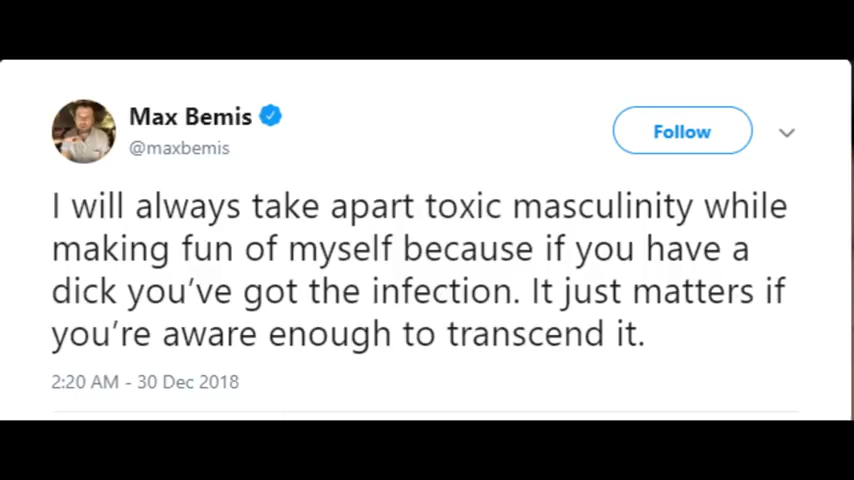 Max Bemis
@maxbemis
Follow
I will always take apart toxic masculinity while
making fun of myself because if you have a
dick you've got the infection. It just matters if
you're aware enough to transcend it.
2:20 AM - 30 Dec 2018